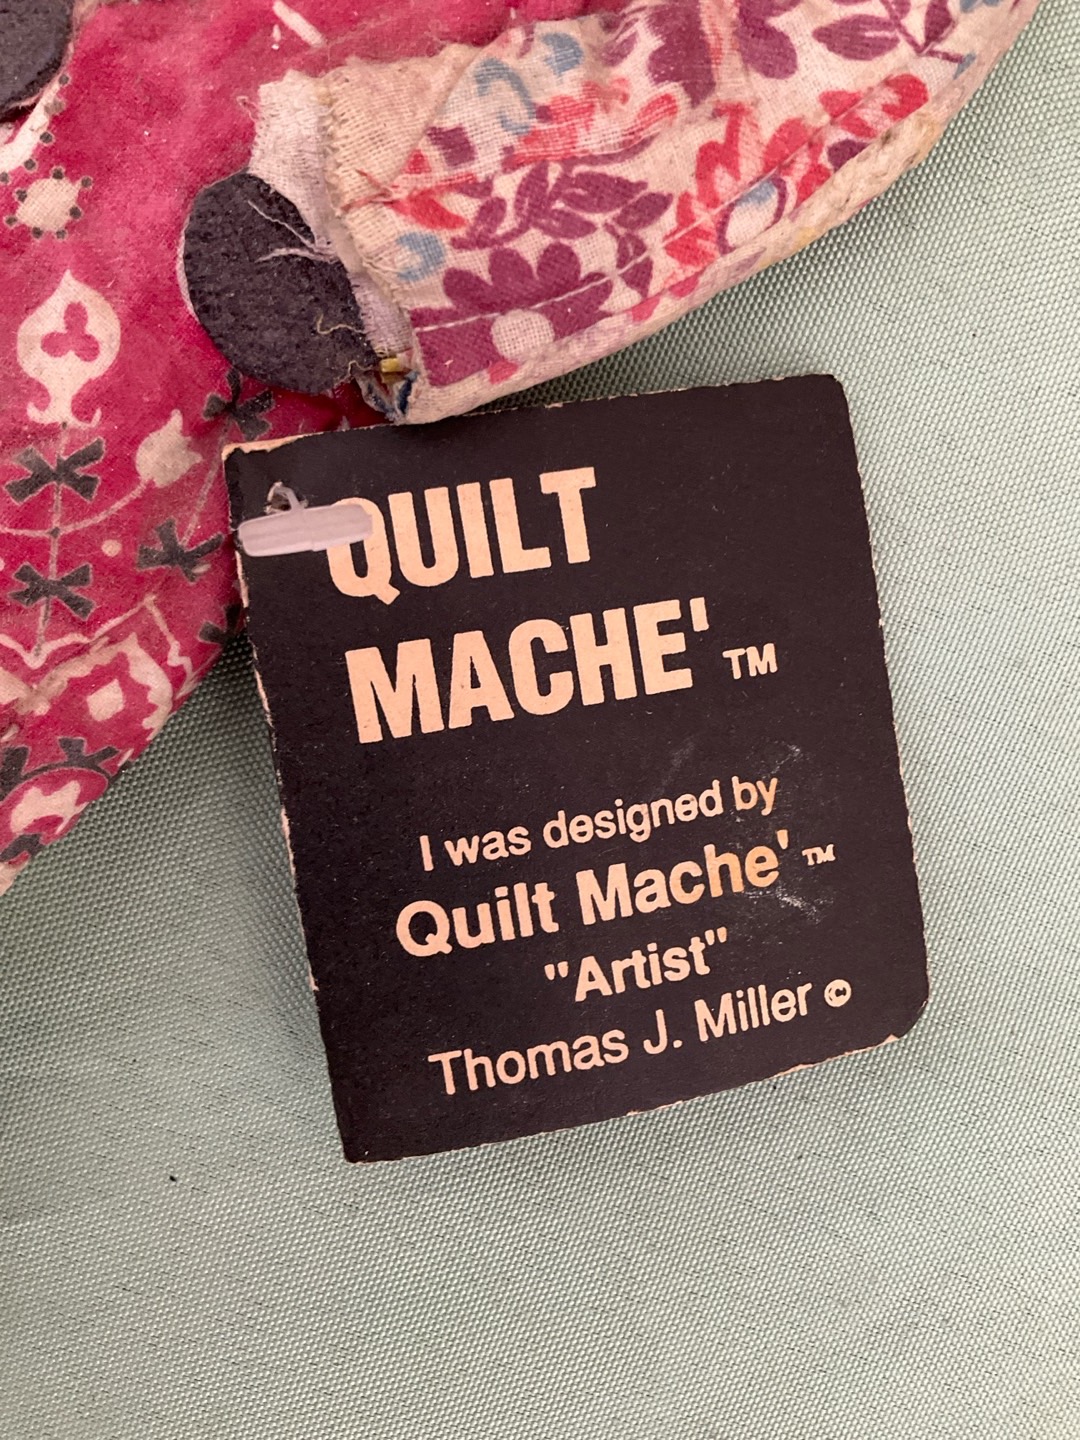 QUILT
MACHE'™
I was designed by
Quilt Mache'™
"Artist"
Thomas J. Miller ©